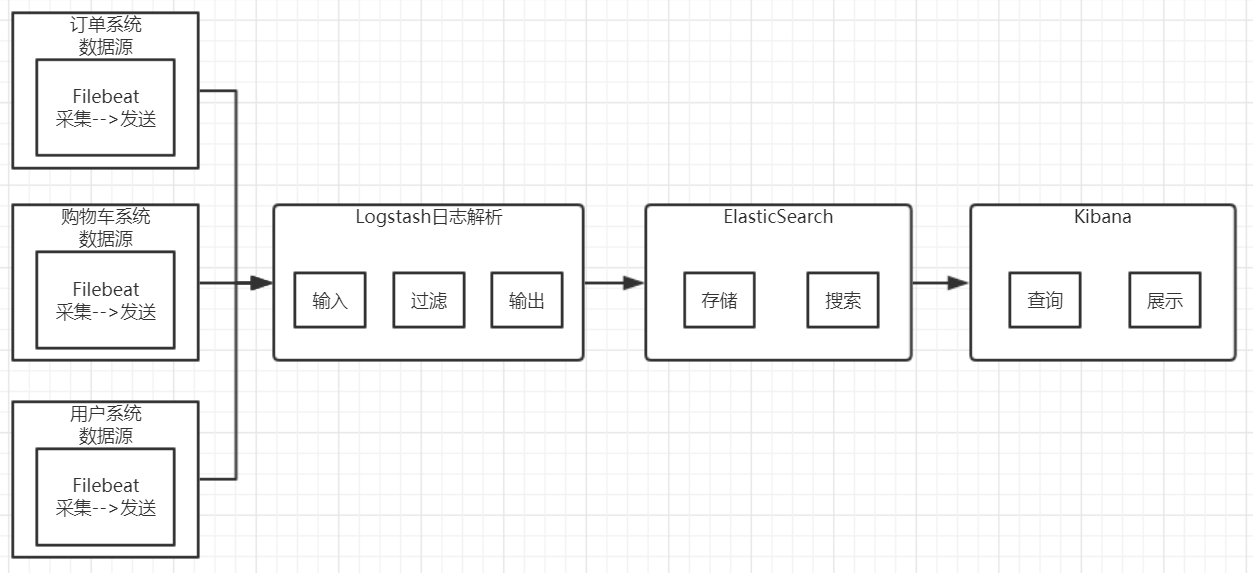 订单系统
数据源
Filebeat
采集-->发送
购物车系统
数据源
Filebeat
采集-->发送
用户系统
数据源
Filebeat
采集-->发送
Logstash日志解析
输入
过滤
输出
ElasticSearch
存储
搜索
Kibana
查询
展示